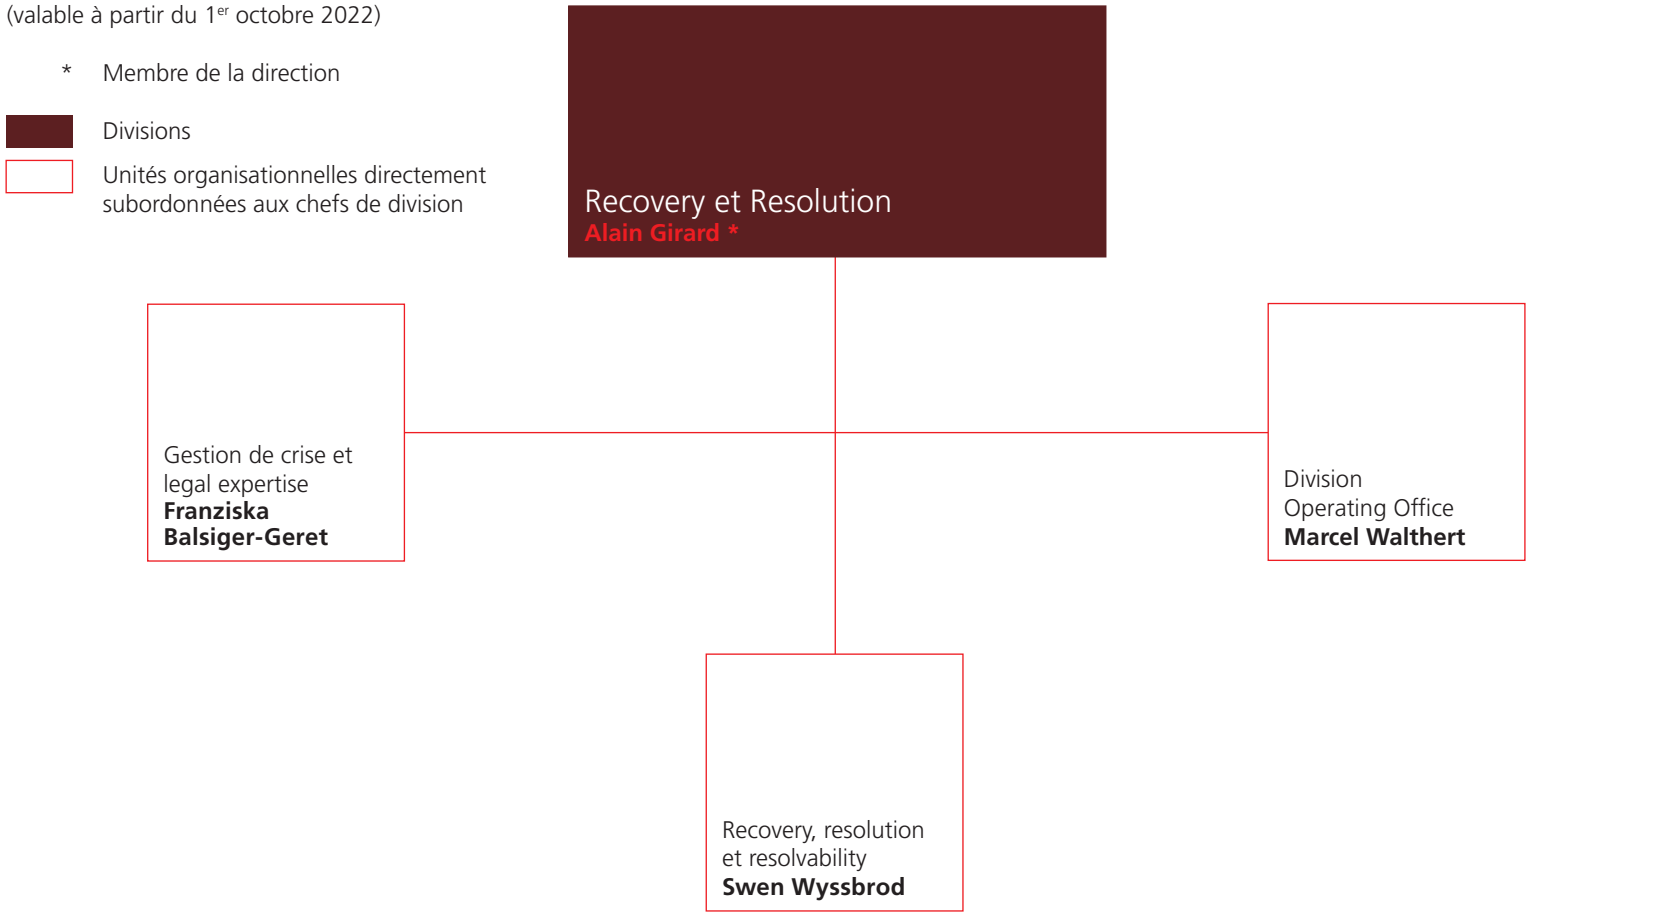 (valable à partir du 1er octobre 2022)
* Membre de la direction
Divisions
Unités organisationnelles directement
subordonnées aux chefs de division
Recovery et Resolution
Alain Girard *
Gestion de crise et
legal expertise
Franziska
Balsiger-Geret
Division
Operating Office
Marcel Walthert
Recovery, resolution
et resolvability
Swen Wyssbrod